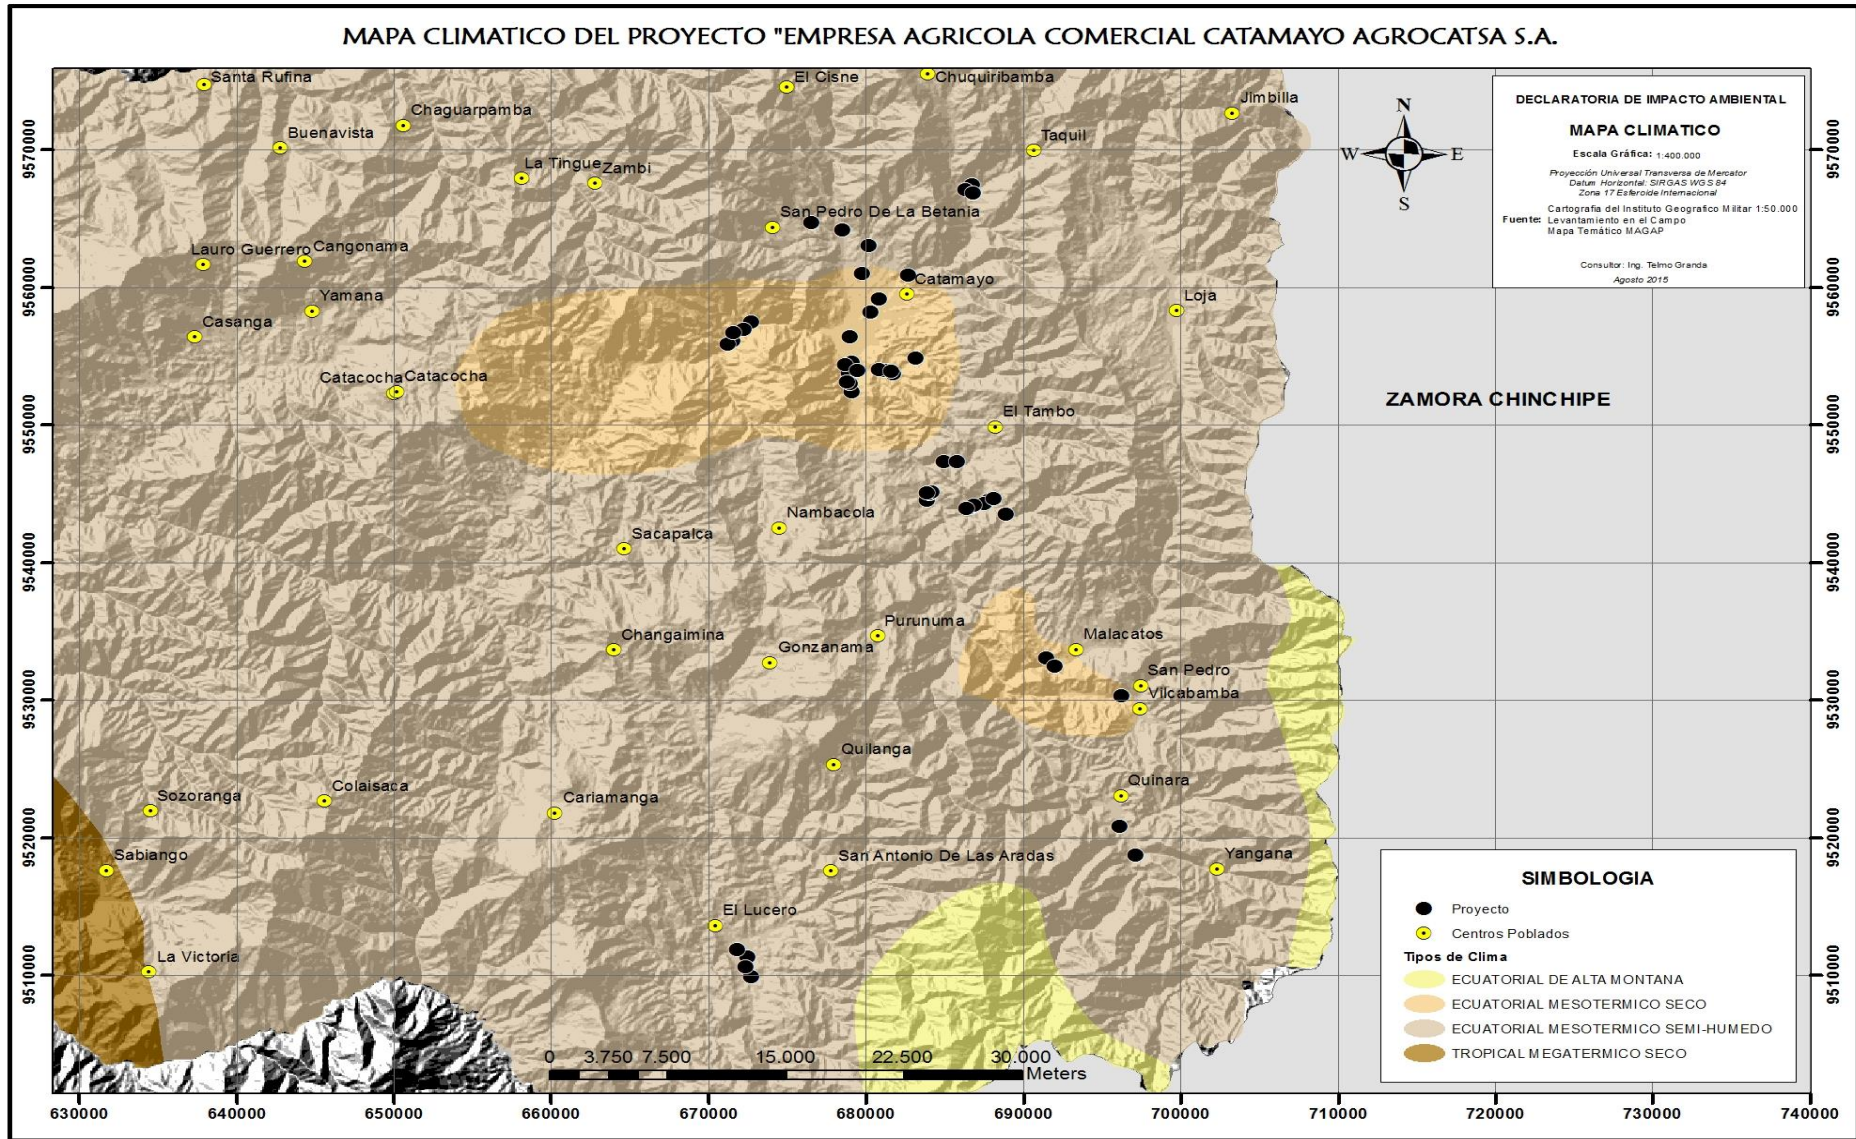 MAPA CLIMATICO DEL PROYECTO "EMPRESA AGRICOLA COMERCIAL CATAMAYO AGROCATSA S.A.
DECLARATORIA DE IMPACTO AMBIENTAL
MAPA CLIMATICO
Escala Gráfica: 1:400.000
Proyección Universal Transversa de Mercator
Datum Horizontal: SIRGAS WGS 84
Zona 17 Esferoide Internacional
Cartografia del Instituto Geografico Militar 1:50.000
Fuente: Levantamiento en el Campo
Mapa Temático MAGAP
Consultor: Ing. Telmo Granda
Agosto 2015
N
W
E
S
Santa Rufina
El Cisne
Chuquiribamba
Jimbilla
Chaguarpamba
Buenavista
Taquil
La Tingue
Zambi
San Pedro De La Betania
Lauro Guerrero
Cangonama
Catamayo
Yamana
Loja
Casanga
Catacocha
Catacocha
El Tambo
ZAMORA CHINCHIPE
Nambacola
Sacapalca
Purunuma
Changaimina
Malacatos
Gonzanama
San Pedro
Vilcabamba
Quilanga
Quinara
Colaisaca
Sozoranga
Cariamanga
Sabiango
San Antonio De Las Aradas
Yangana
El Lucero
La Victoria
SIMBOLOGIA
Proyecto
Centros Poblados
Tipos de Clima
ECUATORIAL DE ALTA MONTANA
ECUATORIAL MESOTERMICO SECO
ECUATORIAL MESOTERMICO SEMI-HUMEDO
TROPICAL MEGATERMICO SECO
0 3.750 7.500 15.000 22.500 30.000
Meters
9570000
9560000
9550000
9540000
9530000
9520000
9510000
9570000
9560000
9550000
9540000
9530000
9520000
9510000
630000 640000 650000 660000 670000 680000 690000 700000 710000 720000 730000 740000